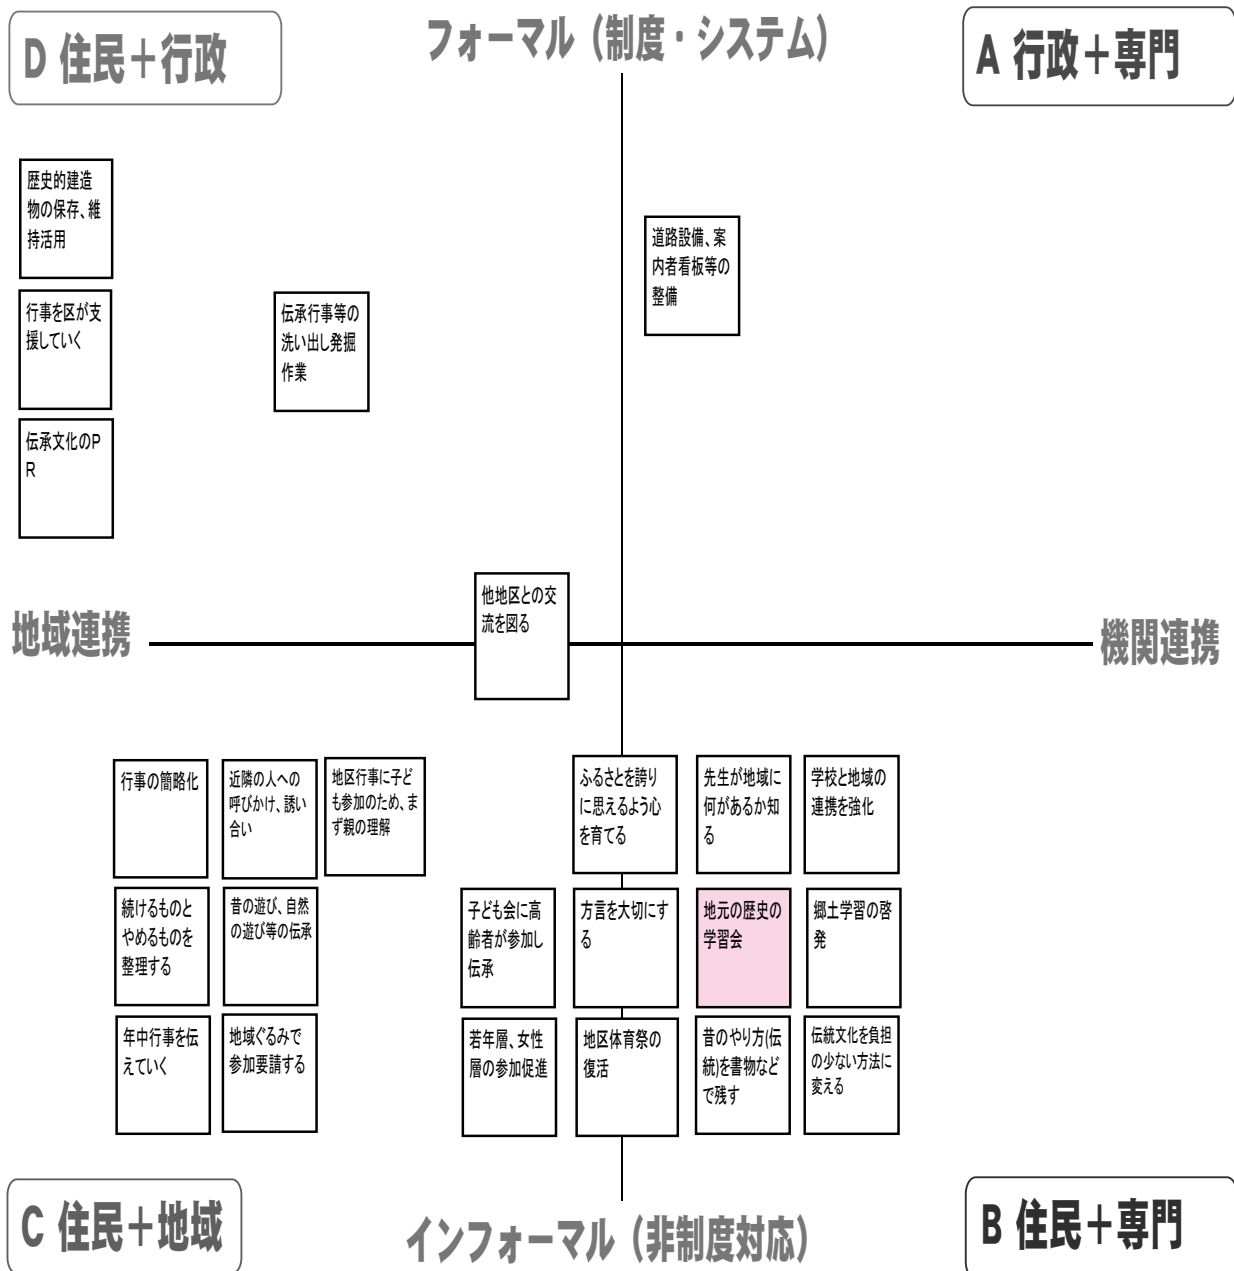 D 住民＋行政
フォーマル（制度・システム）
A 行政＋専門
歴史的建造
物の保存、維
持活用
道路設備、案
内者看板等の
整備
行事を区が支
援していく
伝承行事等の
洗い出し発掘
作業
伝承文化のP
R
他地区との交
流を図る
地域連携
機関連携
行事の簡略化
近隣の人への
呼びかけ、誘い
合い
地区行事に子ど
も参加のため、ま
ず親の理解
ふるさとを誇り
に思えるよう心
を育てる
先生が地域に
何があるか知
る
学校と地域の
連携を強化
続けるものと
やめるものを
整理する
昔の遊び、自然
の遊び等の伝承
子ども会に高
齢者が参加し
伝承
方言を大切にす
る
地元の歴史の
学習会
郷土学習の啓
発
年中行事を伝
えていく
地域ぐるみで
参加要請する
若年層、女性
層の参加促進
地区体育祭の
復活
昔のやり方(伝
統)を書物など
で残す
伝統文化を負担
の少ない方法に
変える
C 住民＋地域
インフォーマル（非制度対応）
B 住民＋専門